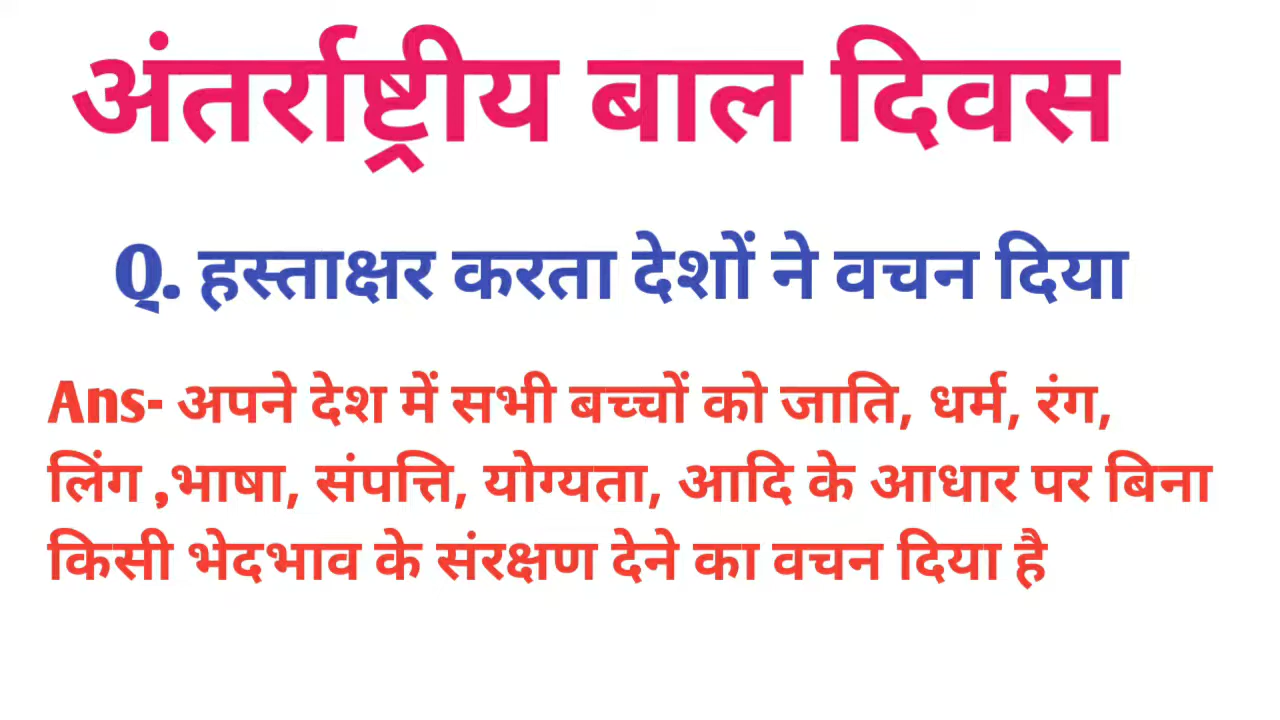 अंतर्राष्ट्रीय बाल दिवस
Q. हस्ताक्षर करता देशों ने वचन दिया
Ans- अपने देश में सभी बच्चों को जाति, धर्म, रंग,
लिंग ,भाषा, संपत्ति, योग्यता, आदि के आधार पर बिना
किसी भेदभाव के संरक्षण देने का वचन दिया है